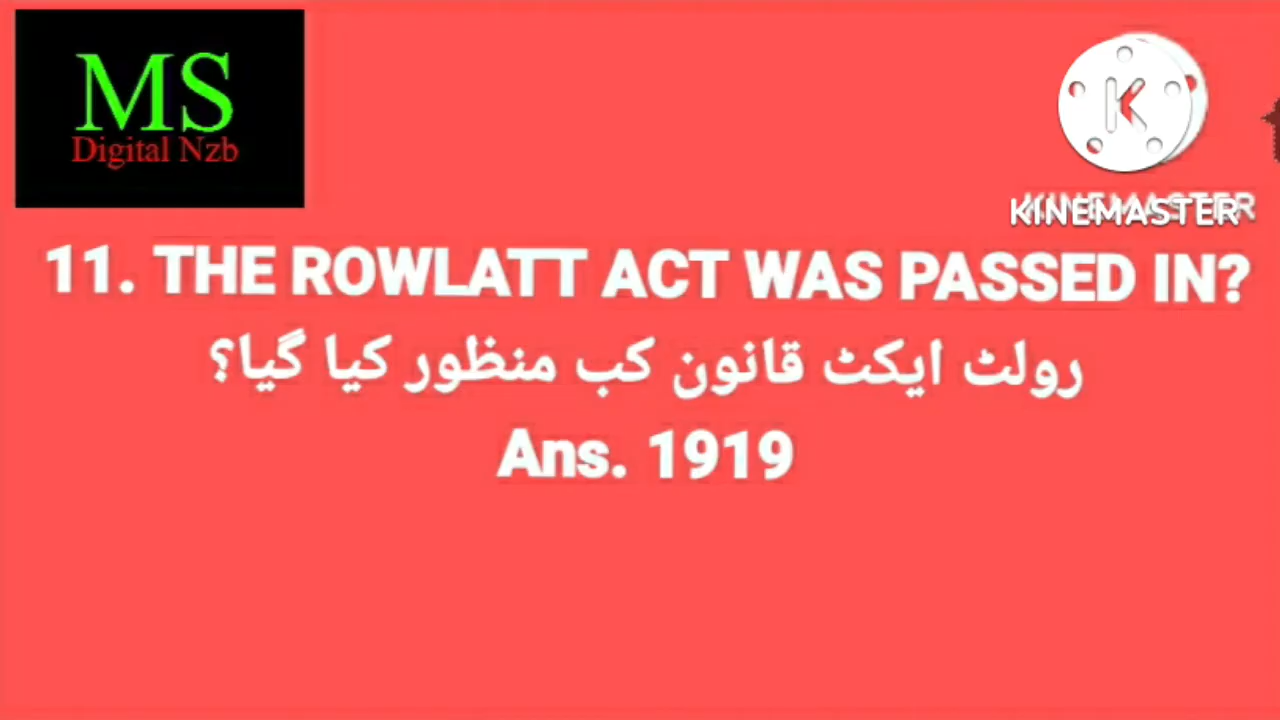 MS
Digital Nzb
KINEMASTER
KINEMASTER
11. THE ROWLATT ACT WAS PASSED IN?
رولٹ ایکٹ قانون کب منظور کیا گیا؟
Ans. 1919